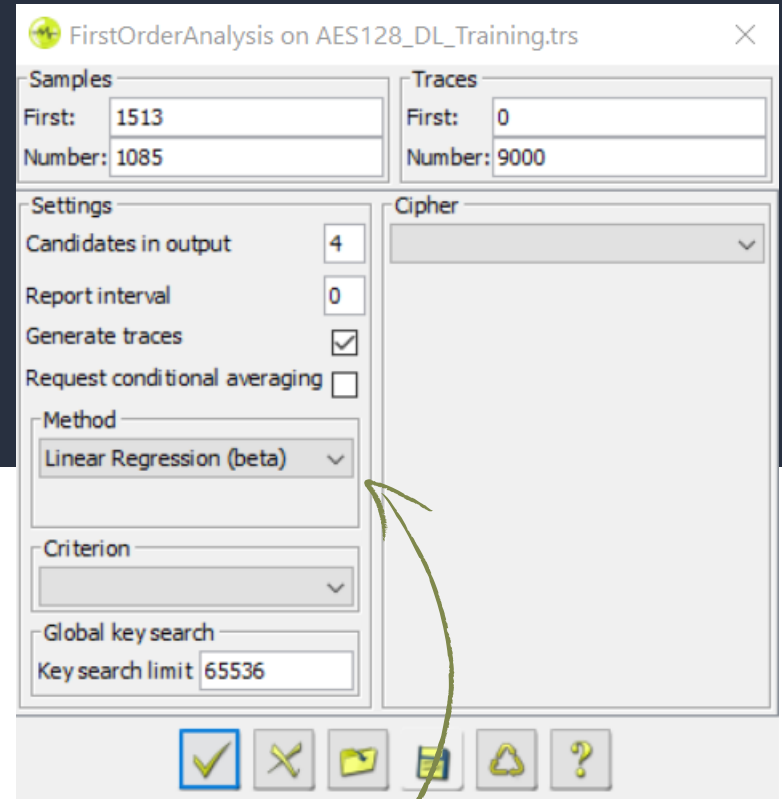 FirstOrderAnalysis on AES128_DL_Training.trs
Samples
First: 1513
Number: 1085
Traces
First: 0
Number: 9000
Settings
Candidates in output 4
Report interval 0
Generate traces
Request conditional averaging
Method
Linear Regression (beta)
Criterion
Global key search
Key search limit 65536
Cipher
?